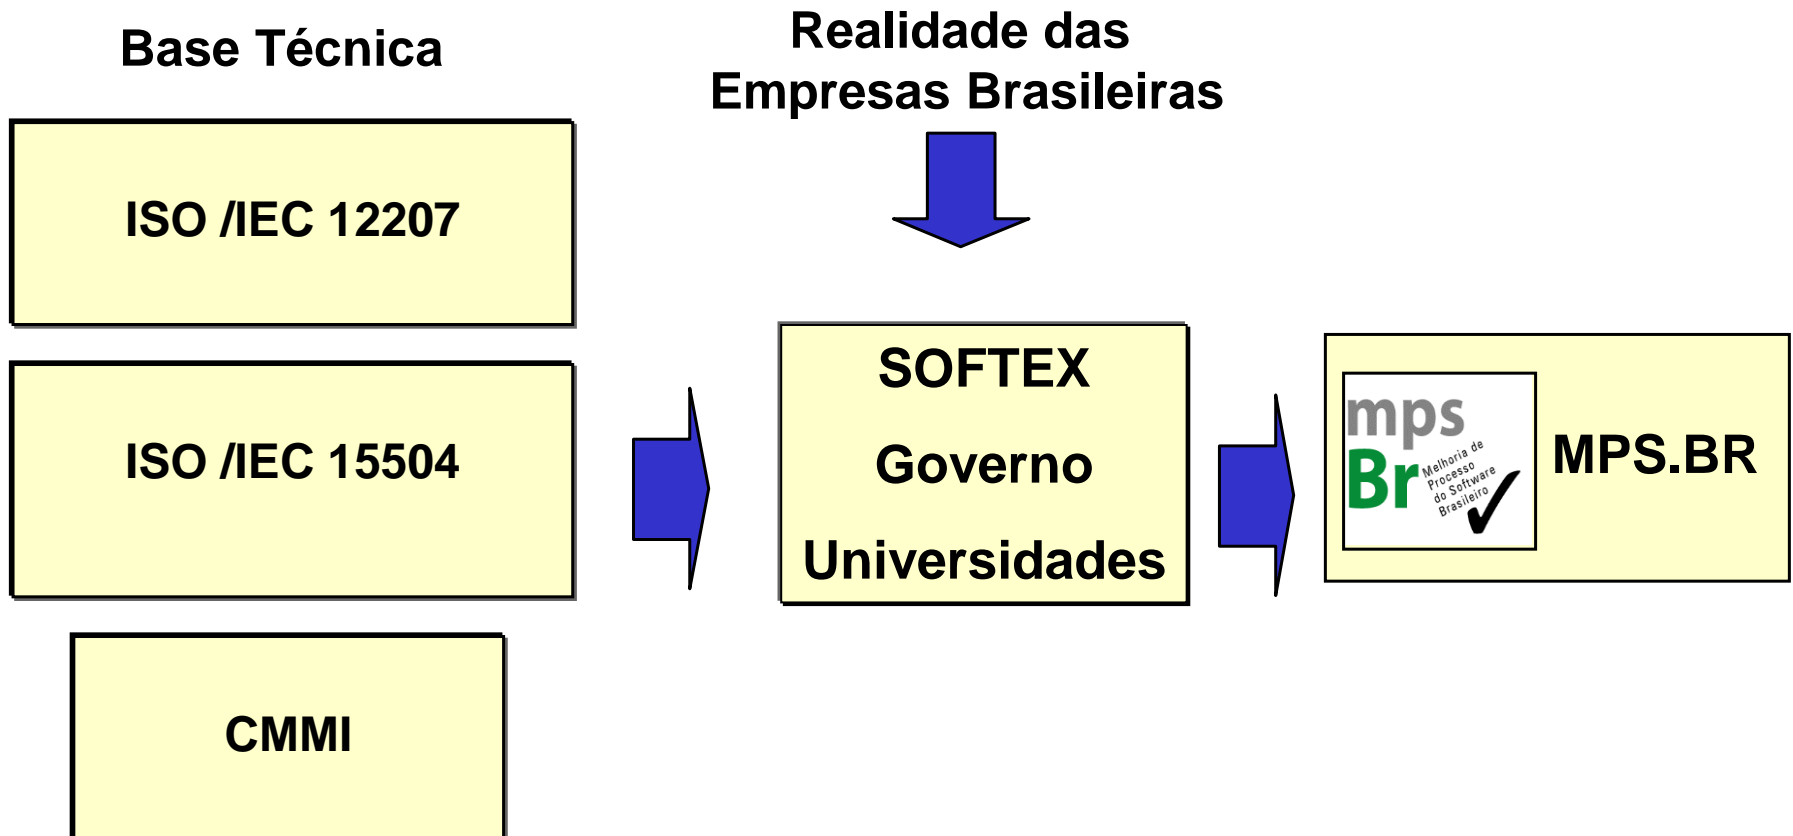 Base Técnica
Realidade das
Empresas Brasileiras
ISO /IEC 12207
ISO /IEC 15504
CMMI
SOFTEX
Governo
Universidades
mps
Br
Melhoria de
Processo
do Software
Brasileiro
MPS.BR